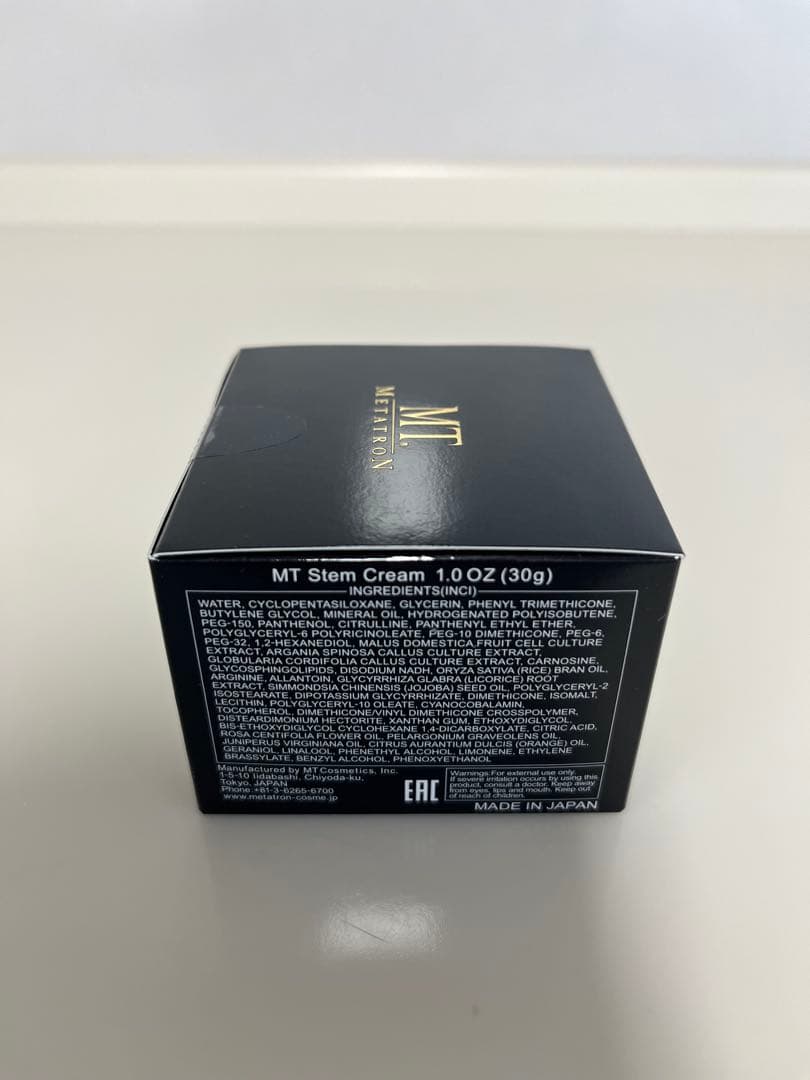 MT.
METATRON
MT Stem Cream 1.0 OZ (30g)
INGREDIENTS(INCI)
WATER, CYCLOPENTASILOXANE, GLYCERIN, PHENYL TRIMETHICONE,
BUTYLENE GLYCOL, MINERAL OIL, HYDROGENATED POLYISOBUTENE,
PEG-150, PANTHENOL, CITRULLINE, PANTHENYL ETHYL ETHER,
POLYGLYCERYL-6 POLYRICINOLEATE, PEG-10 DIMETHICONE, PEG-6,
PEG-32, 1,2-HEXANEDIOL, MALUS DOMESTICA FRUIT CELL CULTURE
EXTRACT, ARGANIA SPINOSA CALLUS CULTURE EXTRACT,
GLOBULARIA CORDIFOLIA CALLUS CULTURE EXTRACT, CARNOSINE,
GLYCOSPHINGOLIPIDS, DISODIUM NADH, ORYZA SATIVA (RICE) BRAN OIL,
ARGININE, ALLANTOIN, GLYCYRRHIZA GLABRA (LICORICE) ROOT
EXTRACT, SIMMONDSIA CHINENSIS (JOJOBA) SEED OIL, POLYGLYCERYL-2
ISOSTEARATE, DIPOTASSIUM GLYCYRRHIZATE, DIMETHICONE, ISOMALT,
LECITHIN, POLYGLYCERYL-10 OLEATE, CYANOCOBALAMIN,
TOCOPHEROL, DIMETHICONE/VINYL DIMETHICONE CROSSPOLYMER,
DISTEARDIMONIUM HECTORITE, XANTHAN GUM, ETHOXYDIGLYCOL,
BIS-ETHOXYDIGLYCOL CYCLOHEXANE 1,4-DICARBOXYLATE, CITRIC ACID,
ROSA CENTIFOLIA FLOWER OIL, PELARGONIUM GRAVEOLENS OIL,
JUNIPERUS VIRGINIANA OIL, CITRUS AURANTIUM DULCIS (ORANGE) OIL,
GERANIOL, LINALOOL, PHENETHYL ALCOHOL, LIMONENE, ETHYLENE
BRASSYLATE, BENZYL ALCOHOL, PHENOXYETHANOL
Manufactured by MT Cosmetics, Inc.
1-5-10 Iidabashi, Chiyoda-ku,
Tokyo, JAPAN
Phone:+81-3-6265-6700
www.metatron-cosme.jp
EAC
Warnings:For external use only.
If severe irritation occurs by using this
product, consult a doctor. Keep away
from eyes, lips and mouth. Keep out
of reach of children.
MADE IN JAPAN